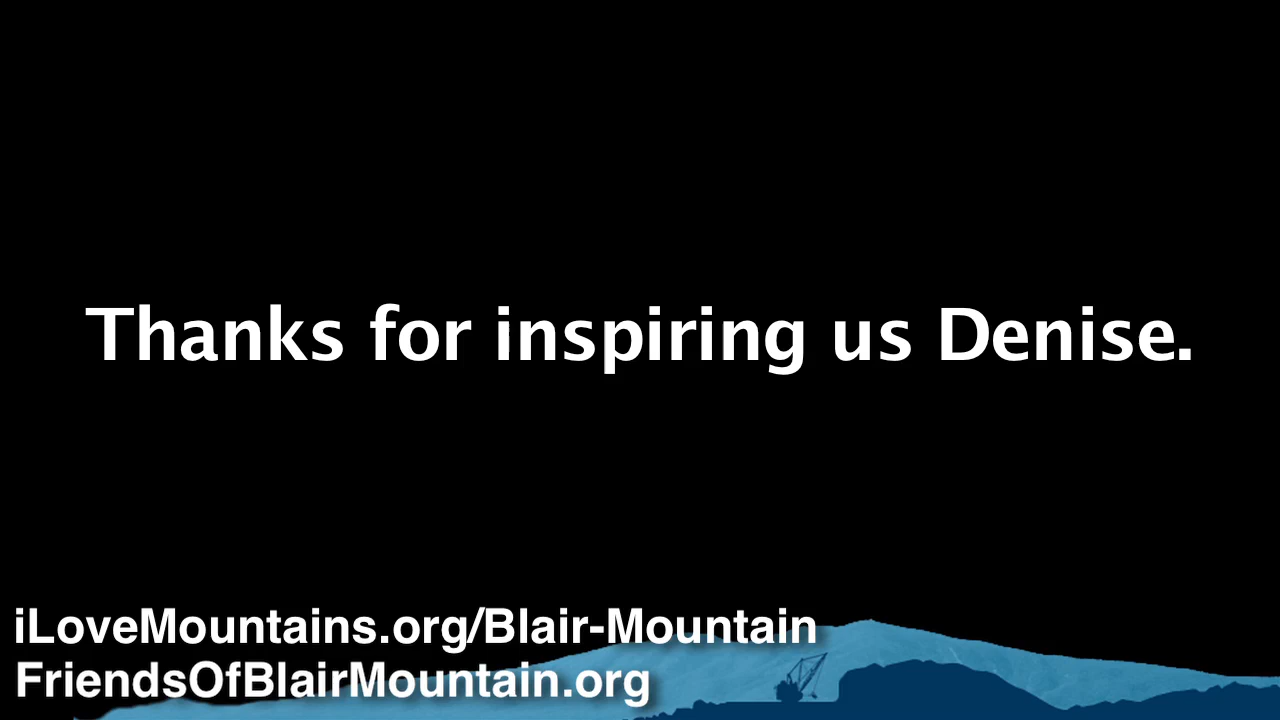 Thanks for inspiring us Denise.
iLoveMountains.org/Blair-Mountain
FriendsOfBlairMountain.org